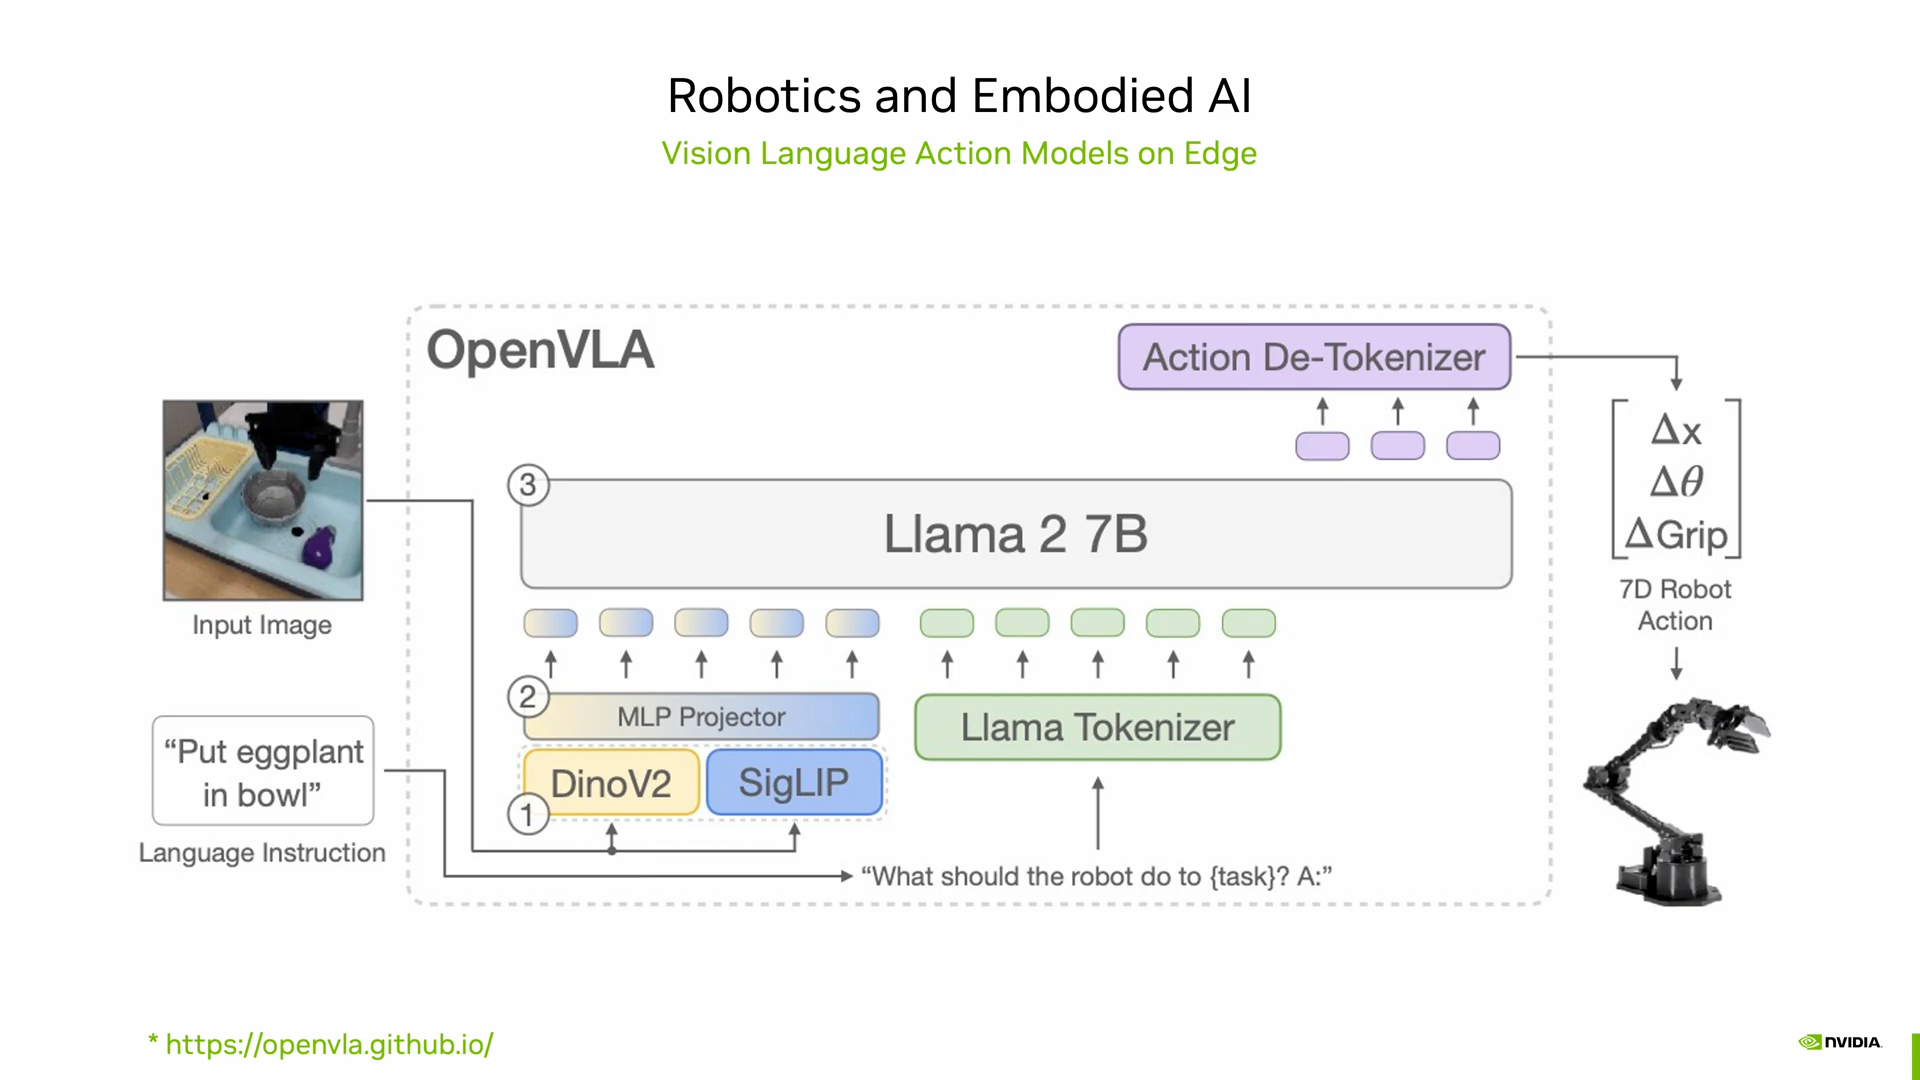 Robotics and Embodied AI
Vision Language Action Models on Edge
OpenVLA
Action De-Tokenizer
Δx
Δθ
ΔGrip
7D Robot
Action
3
Llama 2 7B
Input Image
2
MLP Projector
Llama Tokenizer
DinoV2
SigLIP
1
“Put eggplant
in bowl”
Language Instruction
“What should the robot do to {task}? A:”
* https://openvla.github.io/
NVIDIA